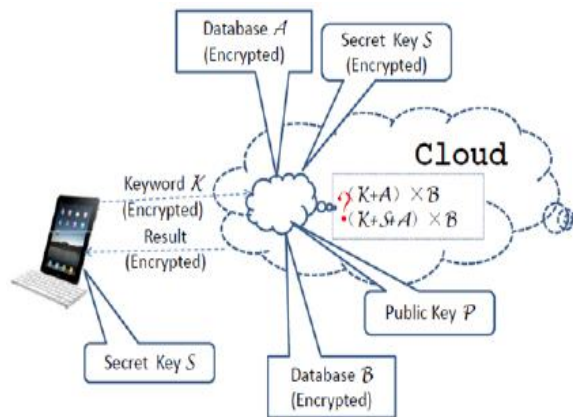 Database A
(Encrypted)
Secret Key S
(Encrypted)
Cloud
Keyword K
(Encrypted)
?
(K+A) ×B
(K+S+A) ×B
Result
(Encrypted)
Public Key P
Secret Key S
Database B
(Encrypted)